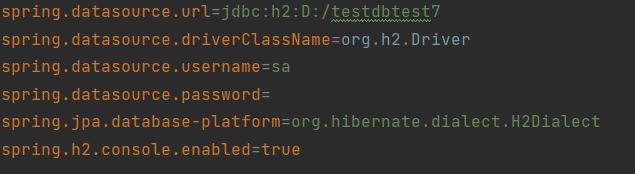 spring.datasource.url=jdbc:h2:D:/testdbtest7
spring.datasource.driverClassName=org.h2.Driver
spring.datasource.username=sa
spring.datasource.password=
spring.jpa.database-platform=org.hibernate.dialect.H2Dialect
spring.h2.console.enabled=true